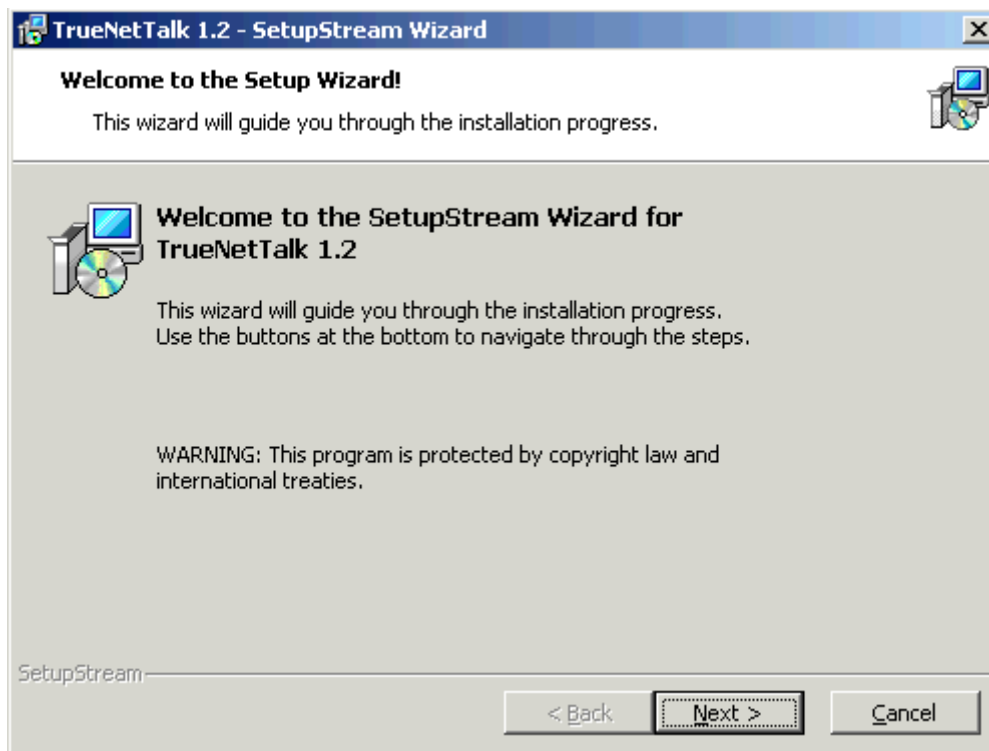 TrueNetTalk 1.2 - SetupStream Wizard
Welcome to the Setup Wizard!
This wizard will guide you through the installation progress.
Welcome to the SetupStream Wizard for
TrueNetTalk 1.2
This wizard will guide you through the installation progress.
Use the buttons at the bottom to navigate through the steps.
WARNING: This program is protected by copyright law and
international treaties.
SetupStream
< Back Next > Cancel